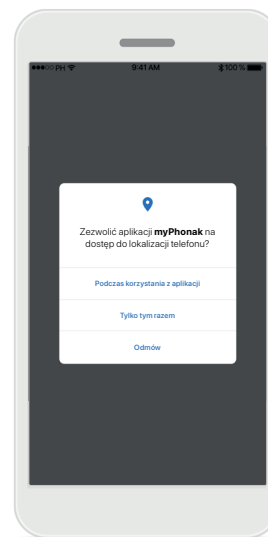 PH 9:41 AM 100 %
Zezwolić aplikacji myPhonak na
dostęp do lokalizacji telefonu?
Podczas korzystania z aplikacji
Tylko tym razem
Odmów